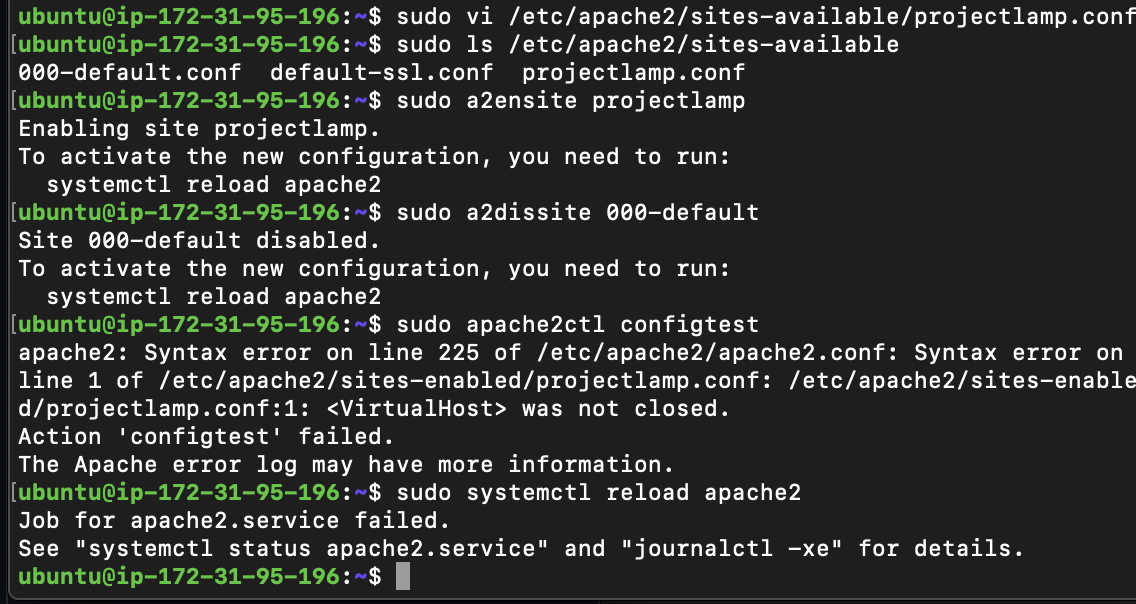 ubuntu@ip-172-31-95-196:~$ sudo vi /etc/apache2/sites-available/projectlamp.conf
[ubuntu@ip-172-31-95-196:~$ sudo ls /etc/apache2/sites-available
000-default.conf  default-ssl.conf  projectlamp.conf
[ubuntu@ip-172-31-95-196:~$ sudo a2ensite projectlamp
Enabling site projectlamp.
To activate the new configuration, you need to run:
  systemctl reload apache2
[ubuntu@ip-172-31-95-196:~$ sudo a2dissite 000-default
Site 000-default disabled.
To activate the new configuration, you need to run:
  systemctl reload apache2
[ubuntu@ip-172-31-95-196:~$ sudo apache2ctl configtest
apache2: Syntax error on line 225 of /etc/apache2/apache2.conf: Syntax error on
line 1 of /etc/apache2/sites-enabled/projectlamp.conf: /etc/apache2/sites-enable
d/projectlamp.conf:1: <VirtualHost> was not closed.
Action 'configtest' failed.
The Apache error log may have more information.
[ubuntu@ip-172-31-95-196:~$ sudo systemctl reload apache2
Job for apache2.service failed.
See "systemctl status apache2.service" and "journalctl -xe" for details.
ubuntu@ip-172-31-95-196:~$